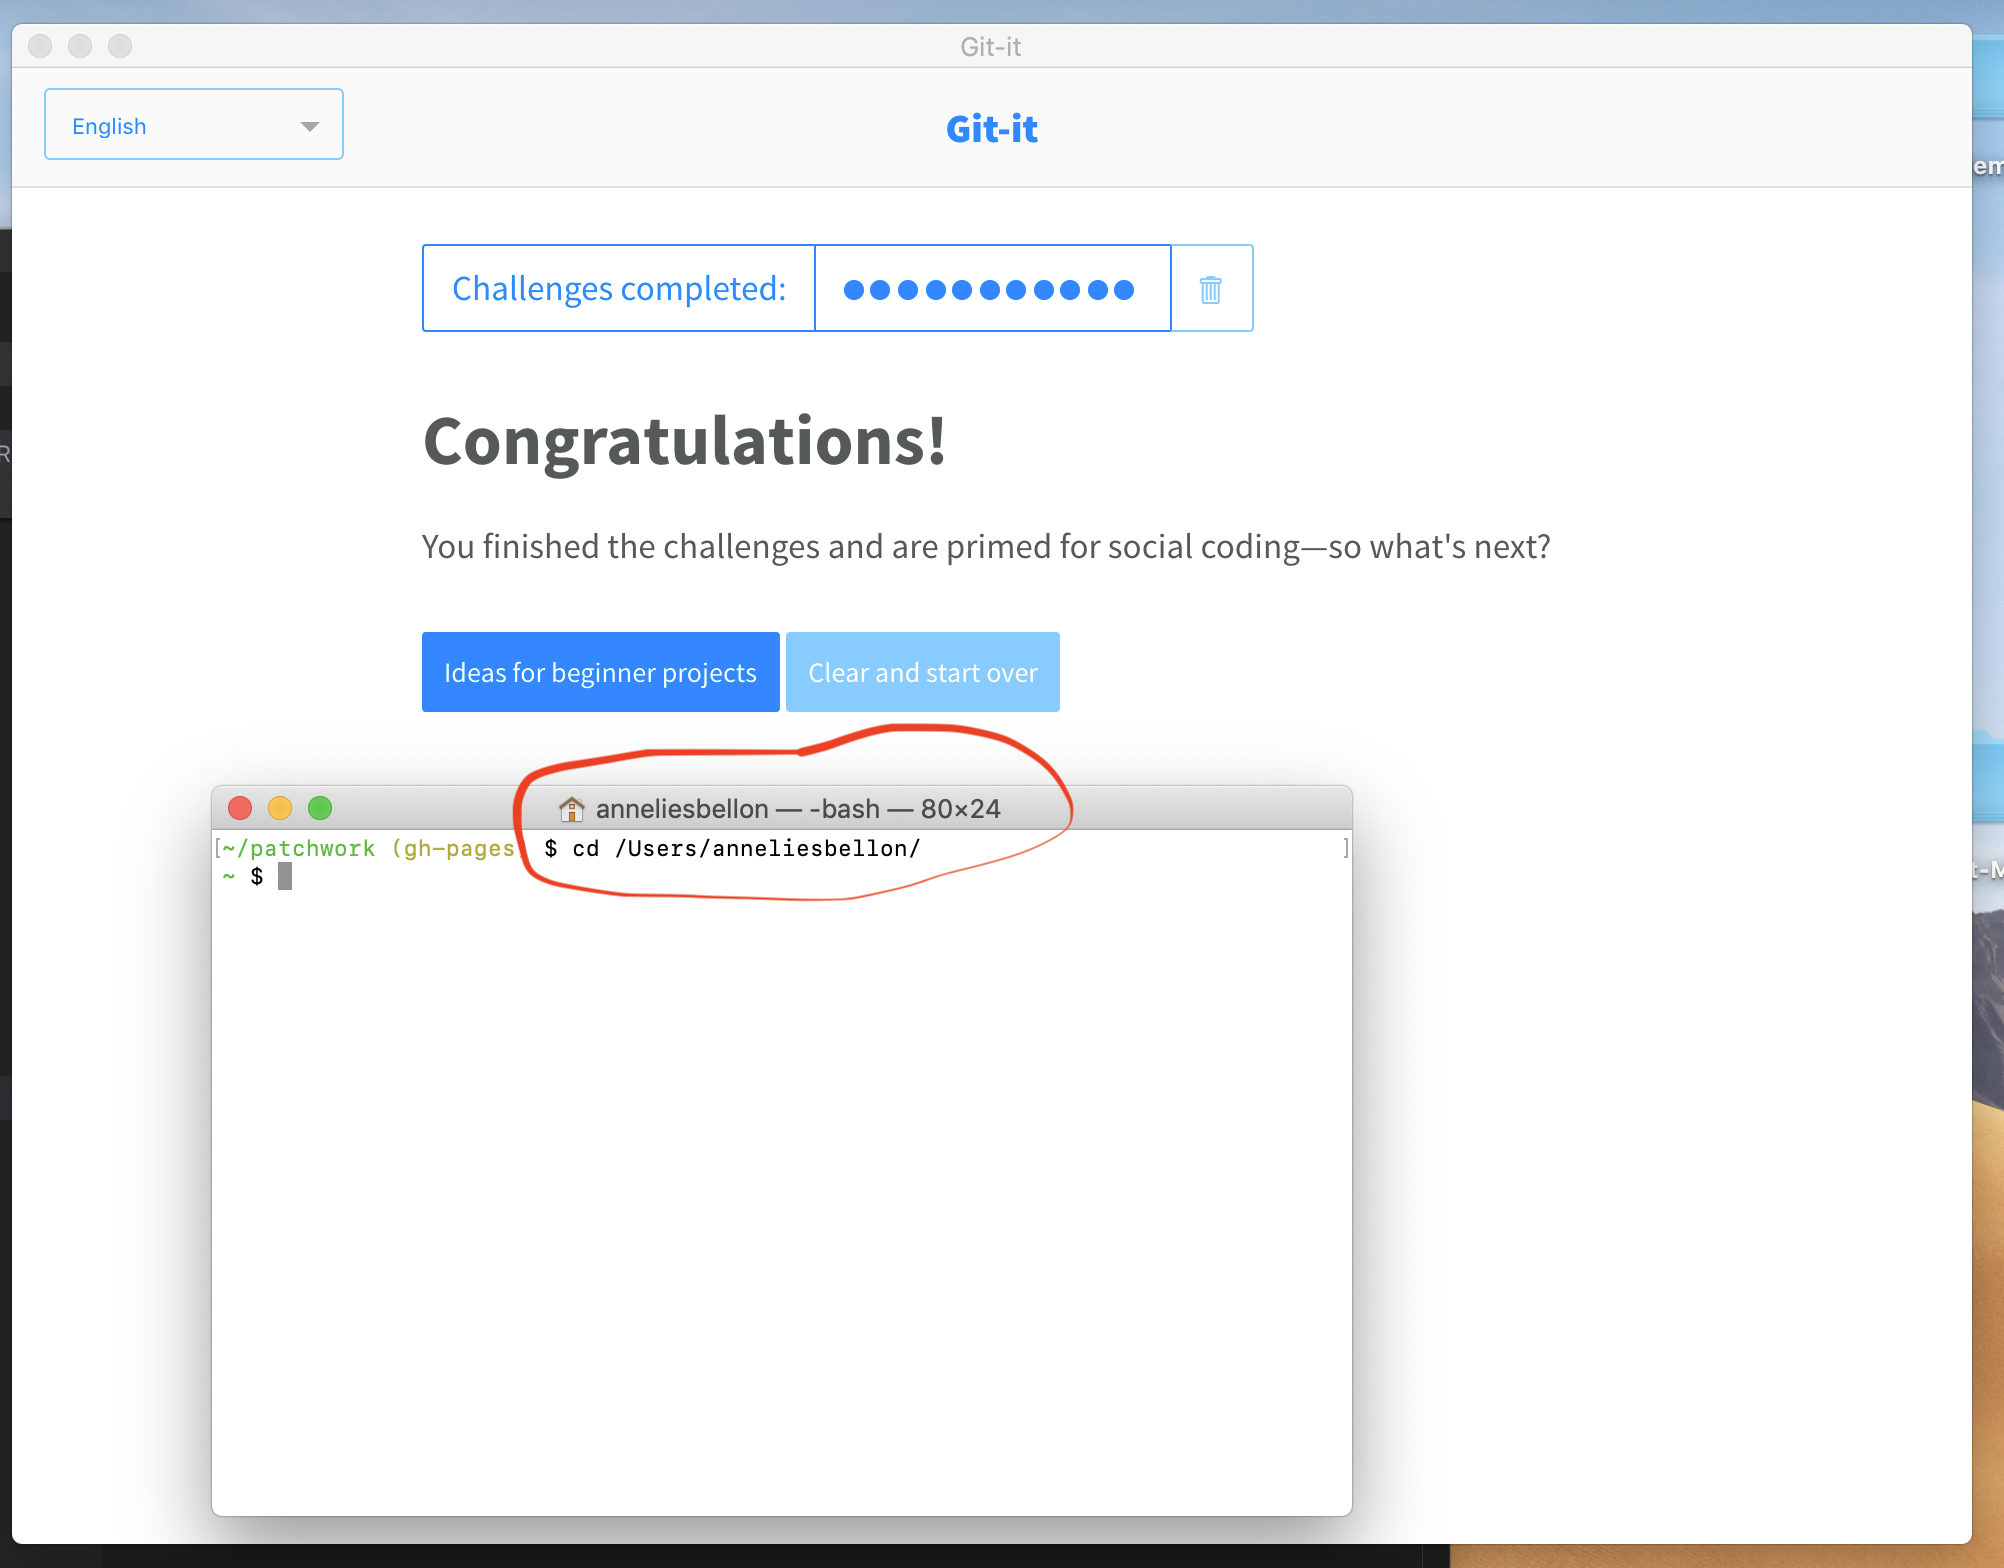 Git-it
English
Git-it
Challenges completed:
Congratulations!
You finished the challenges and are primed for social coding—so what's next?
Ideas for beginner projects
Clear and start over
anneliesbellon — -bash — 80×24
[~/patchwork (gh-pages) $ cd /Users/anneliesbellon/ ]
~ $
em
t-M
R